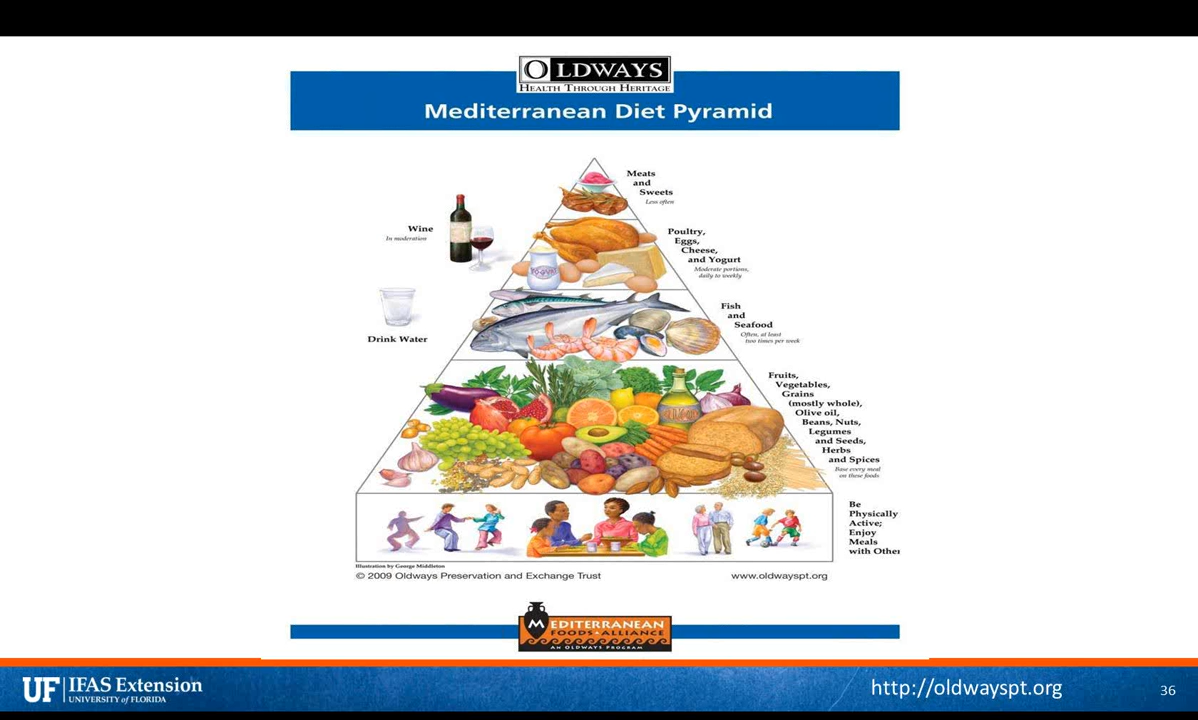 OLDWAYS
HEALTH THROUGH HERITAGE
Mediterranean Diet Pyramid
Meats
and
Sweets
Less often
Wine
In moderation
Poultry,
Eggs,
Cheese,
and Yogurt
Moderate portions,
daily to weekly
YOGURT
Drink Water
Fish
and
Seafood
Often, at least
two times per week
Fruits,
Vegetables,
Grains
(mostly whole),
Olive oil,
Beans, Nuts,
Legumes
and Seeds,
Herbs
and Spices
Base every meal
on these foods
Be
Physically
Active;
Enjoy
Meals
with Other
Illustration by George Middleton
© 2009 Oldways Preservation and Exchange Trust
www.oldwayspt.org
MEDITERRANEAN
FOODS ALLIANCE
AN OLDWAYS PROGRAM
UF IFAS Extension
UNIVERSITY of FLORIDA
http://oldwayspt.org
36